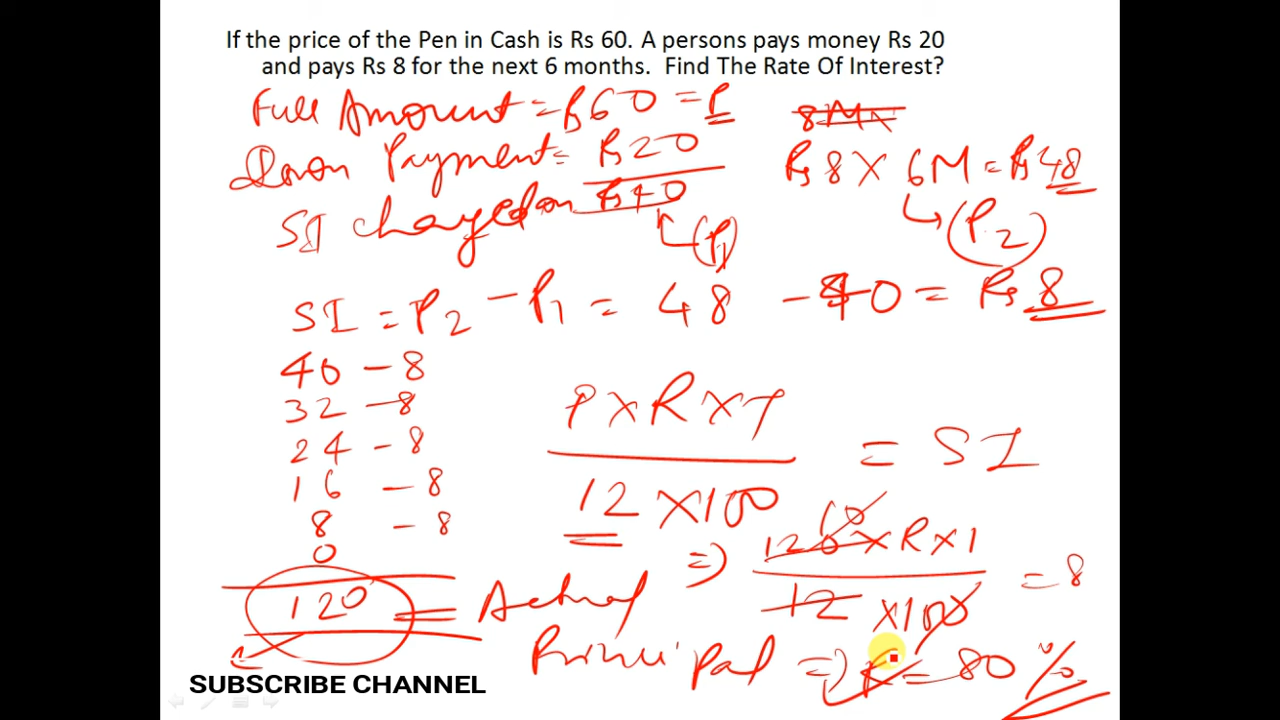 If the price of the Pen in Cash is Rs 60. A persons pays money Rs 20
and pays Rs 8 for the next 6 months. Find The Rate Of Interest?
Full Amount = Rs 60 = P
Down Payment = Rs 20
SI charged on Rs 40
(P1)
8M
Rs 8 X 6M = Rs 48
(P2)
SI = P2 - P1 = 48 - 40 = Rs 8
40 - 8
32 - 8
24 - 8
16 - 8
8 - 8
0
120 = Actual Principal
P X R X T
12 X 100
= SI
10
=> 120 X R X 1
12 X 100
= 8
=> R = 80 %
SUBSCRIBE CHANNEL